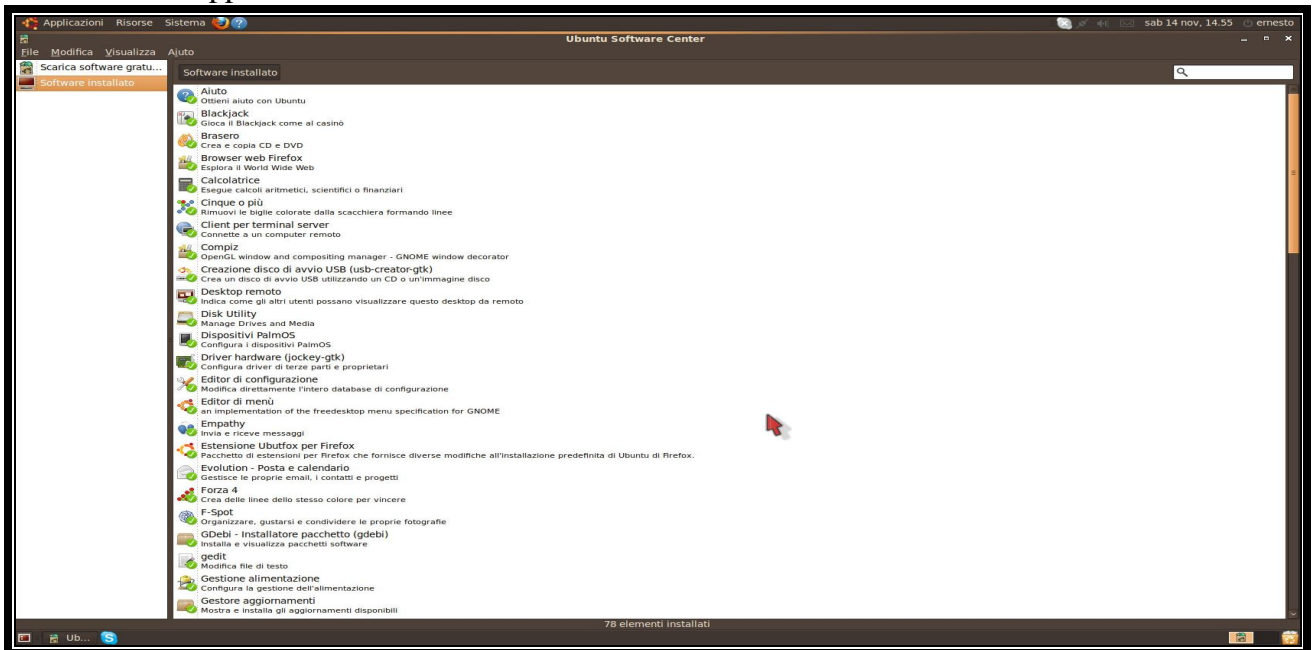 Applicazioni Risorse Sistema
sab 14 nov, 14.55 ernesto
Ubuntu Software Center
File Modifica Visualizza Aiuto
Scarica software gratu...
Software installato
Software installato
Aiuto
Ottieni aiuto con Ubuntu
Blackjack
Gioca il Blackjack come al casinò
Brasero
Crea e copia CD e DVD
Browser web Firefox
Esplora il World Wide Web
Calcolatrice
Esegue calcoli aritmetici, scientifici o finanziari
Cinque o più
Rimuovi le biglie colorate dalla scacchiera formando linee
Client per terminal server
Connette a un computer remoto
Compiz
OpenGL window and compositing manager - GNOME window decorator
Creazione disco di avvio USB (usb-creator-gtk)
Crea un disco di avvio USB utilizzando un CD o un'immagine disco
Desktop remoto
Indica come gli altri utenti possano visualizzare questo desktop da remoto
Disk Utility
Manage Drives and Media
Dispositivi PalmOS
Configura i dispositivi PalmOS
Driver hardware (jockey-gtk)
Configura driver di terze parti e proprietari
Editor di configurazione
Modifica direttamente l'intero database di configurazione
Editor di menù
an implementation of the freedesktop menu specification for GNOME
Empathy
Invia e riceve messaggi
Estensione Ubutfox per Firefox
Pacchetto di estensioni per Firefox che fornisce diverse modifiche all'installazione predefinita di Ubuntu di Firefox.
Evolution - Posta e calendario
Gestisce le proprie email, i contatti e progetti
Forza 4
Crea delle linee dello stesso colore per vincere
F-Spot
Organizzare, gustarsi e condividere le proprie fotografie
GDebi - Installatore pacchetto (gdebi)
Installa e visualizza pacchetti software
gedit
Modifica file di testo
Gestione alimentazione
Configura la gestione dell'alimentazione
Gestore aggiornamenti
Mostra e installa gli aggiornamenti disponibili
78 elementi installati
Ub...